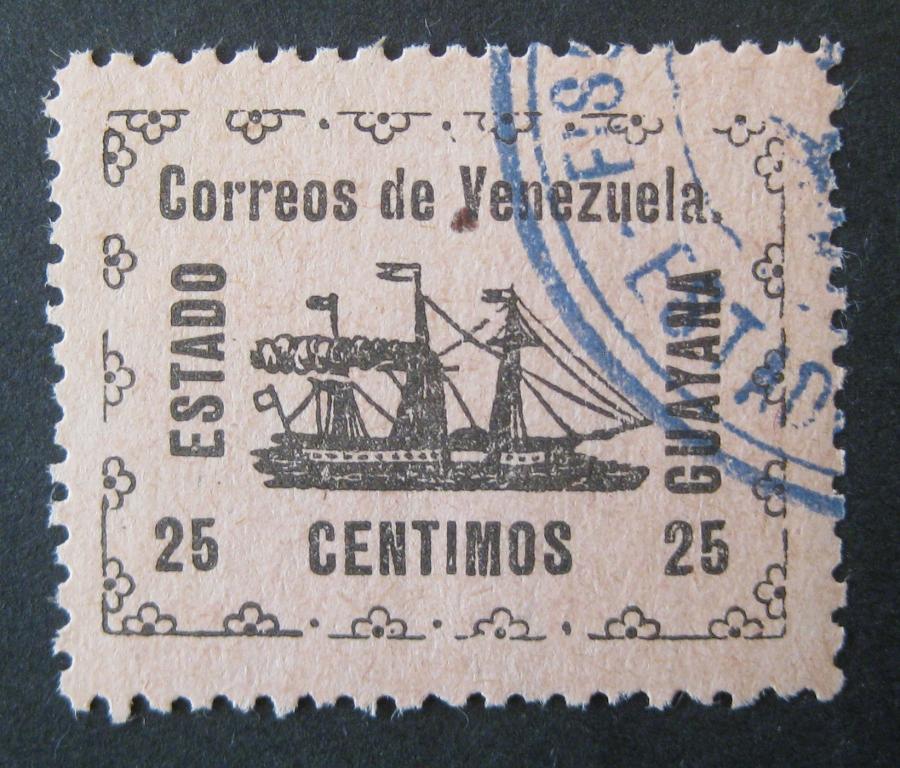 Correos de Venezuela.
ESTADO
GUAYANA
25 CENTIMOS 25